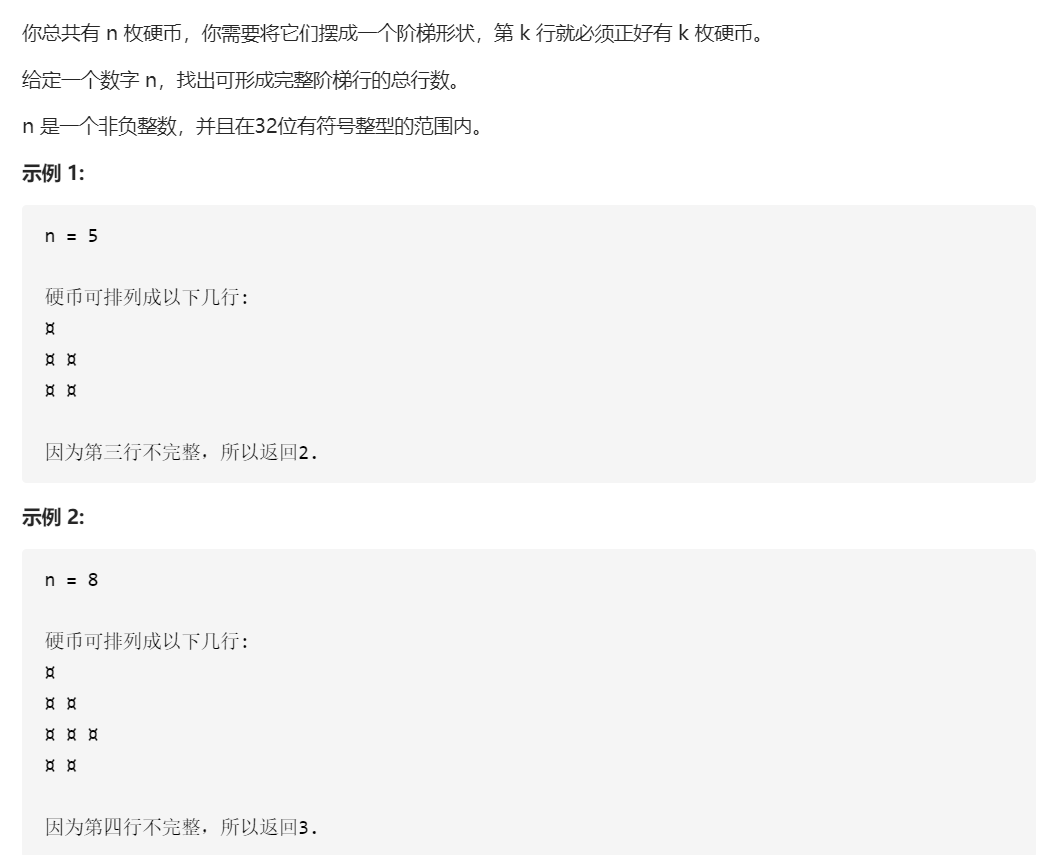 你总共有 n 枚硬币，你需要将它们摆成一个阶梯形状，第 k 行就必须正好有 k 枚硬币。
给定一个数字 n，找出可形成完整阶梯行的总行数。
n 是一个非负整数，并且在32位有符号整型的范围内。
示例 1:
n = 5
硬币可排列成以下几行:
¤
¤ ¤
¤ ¤
因为第三行不完整，所以返回2.
示例 2:
n = 8
硬币可排列成以下几行:
¤
¤ ¤
¤ ¤ ¤
¤ ¤
因为第四行不完整，所以返回3.